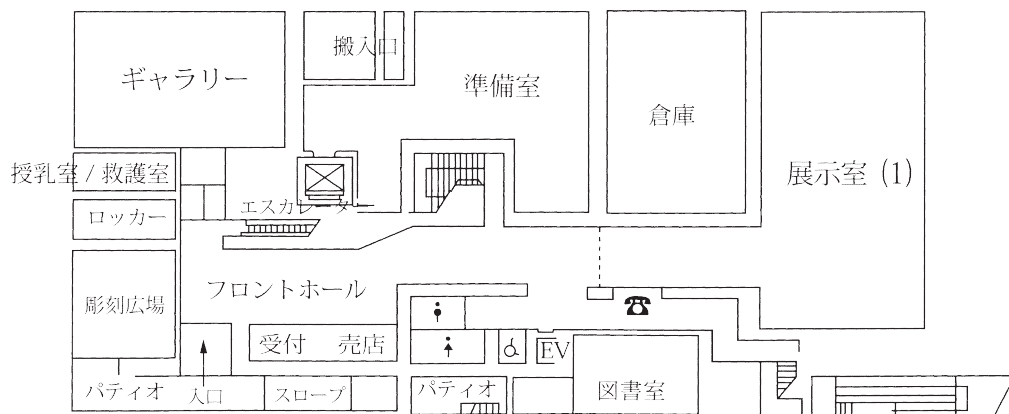 搬入口
ギャラリー
準備室
倉庫
授乳室 / 救護室
展示室 (1)
ロッカー
エスカレーター
フロントホール
彫刻広場
受付 売店
EV
パティオ
入口
スロープ
パティオ
図書室